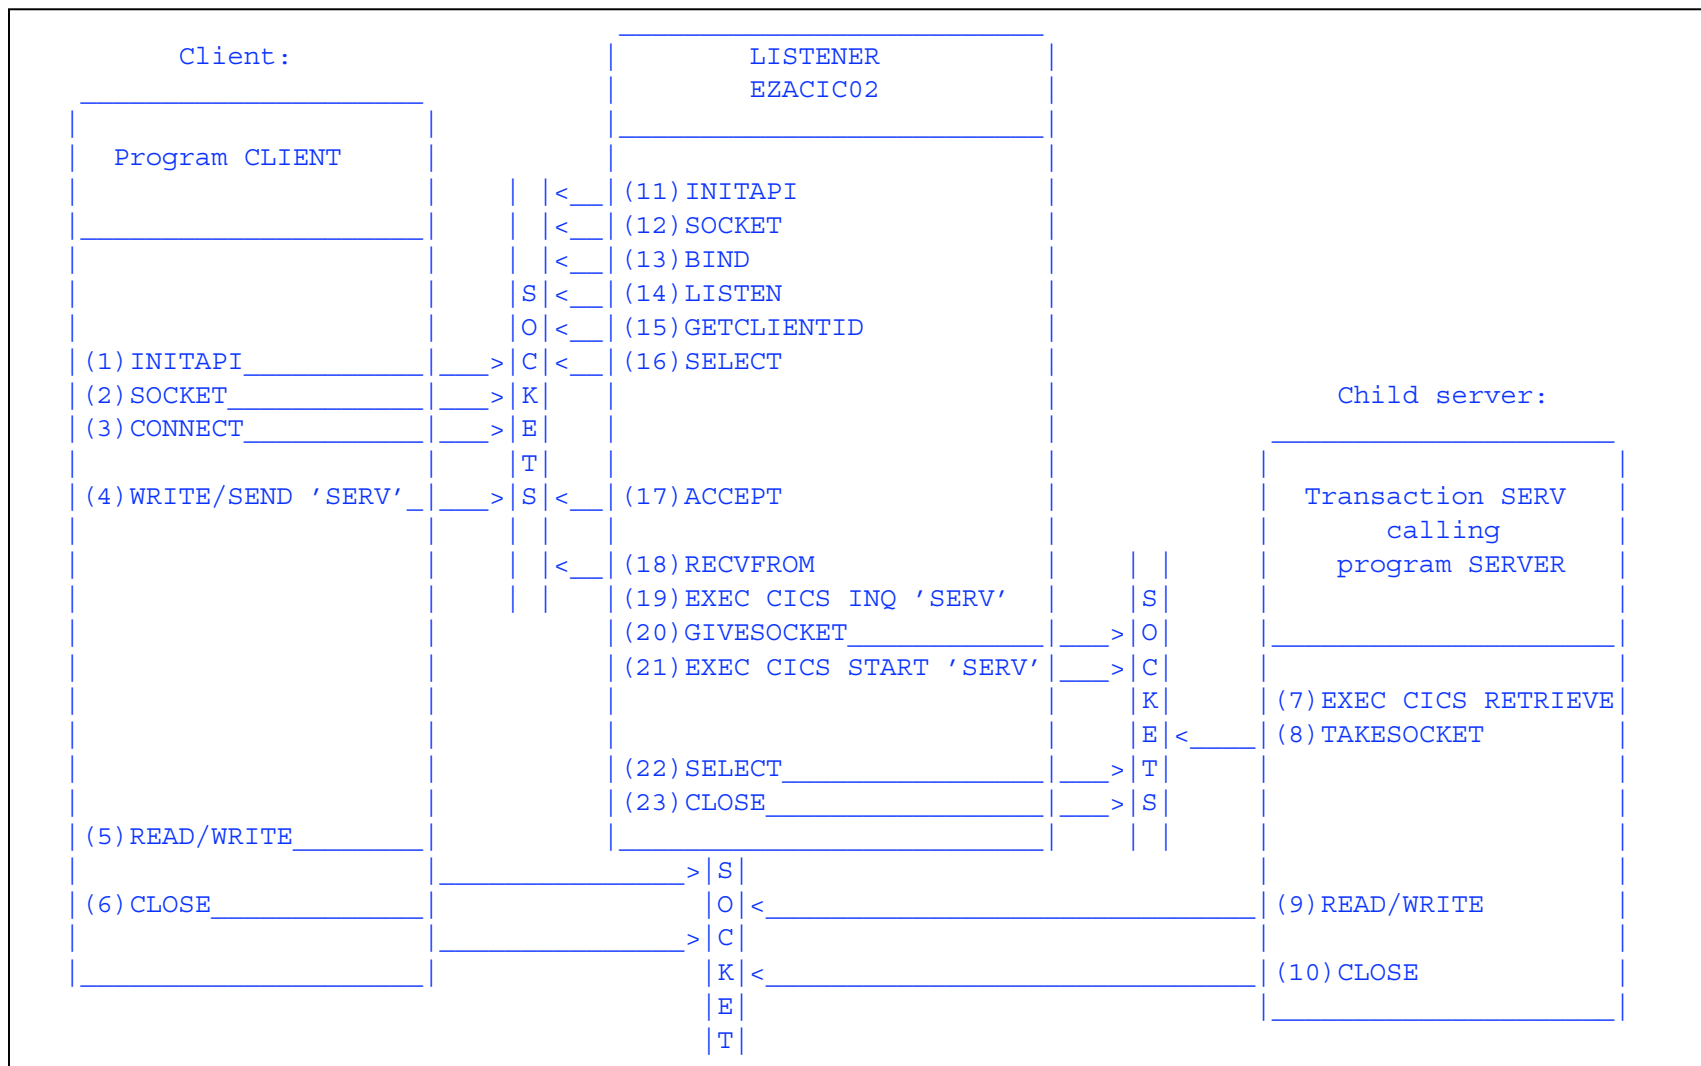 Client:
LISTENER
EZACIC02
Program CLIENT
(11)INITAPI
(12)SOCKET
(13)BIND
(14)LISTEN
(15)GETCLIENTID
(16)SELECT
(17)ACCEPT
(18)RECVFROM
(19)EXEC CICS INQ ’SERV’
(20)GIVESOCKET
(21)EXEC CICS START ’SERV’
(22)SELECT
(23)CLOSE
S
O
C
K
E
T
S
(1)INITAPI
(2)SOCKET
(3)CONNECT
(4)WRITE/SEND ’SERV’
(5)READ/WRITE
(6)CLOSE
Child server:
Transaction SERV
calling
program SERVER
S
O
C
K
E
T
S
(7)EXEC CICS RETRIEVE
(8)TAKESOCKET
(9)READ/WRITE
(10)CLOSE
S
O
C
K
E
T